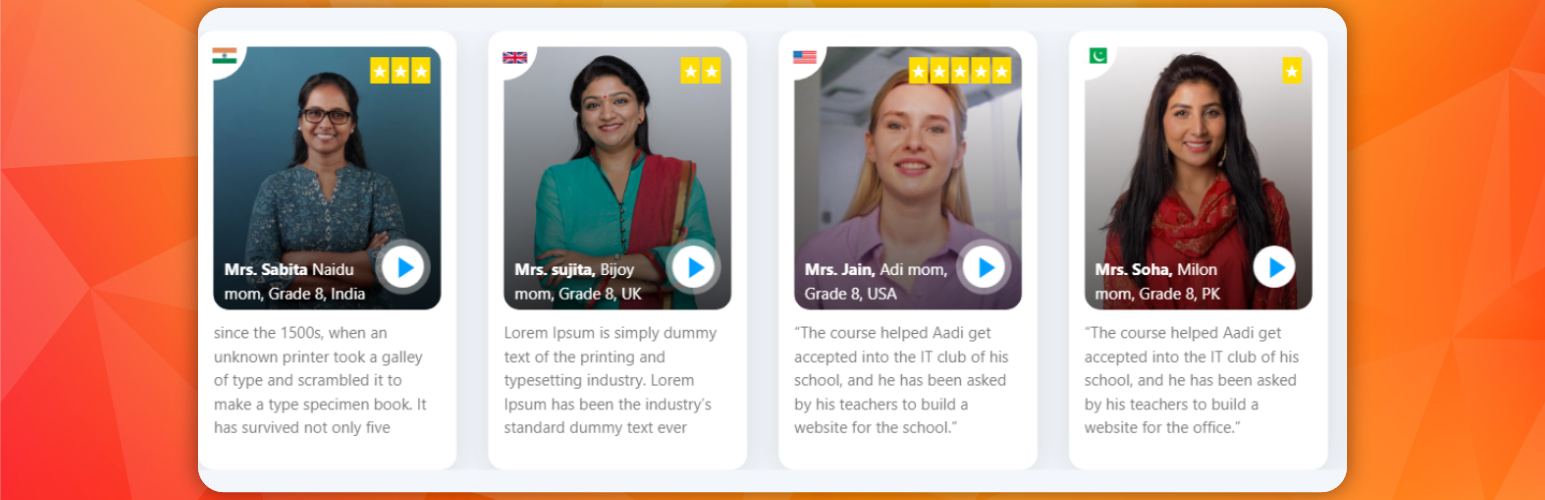 Mrs. Sabita Naidu
mom, Grade 8, India
since the 1500s, when an
unknown printer took a galley
of type and scrambled it to
make a type specimen book. It
has survived not only five
Mrs. sujita, Bijoy
mom, Grade 8, UK
Lorem Ipsum is simply dummy
text of the printing and
typesetting industry. Lorem
Ipsum has been the industry's
standard dummy text ever
Mrs. Jain, Adi mom,
Grade 8, USA
“The course helped Aadi get
accepted into the IT club of his
school, and he has been asked
by his teachers to build a
website for the school.”
Mrs. Soha, Milon
mom, Grade 8, PK
“The course helped Aadi get
accepted into the IT club of his
school, and he has been asked
by his teachers to build a
website for the office.”